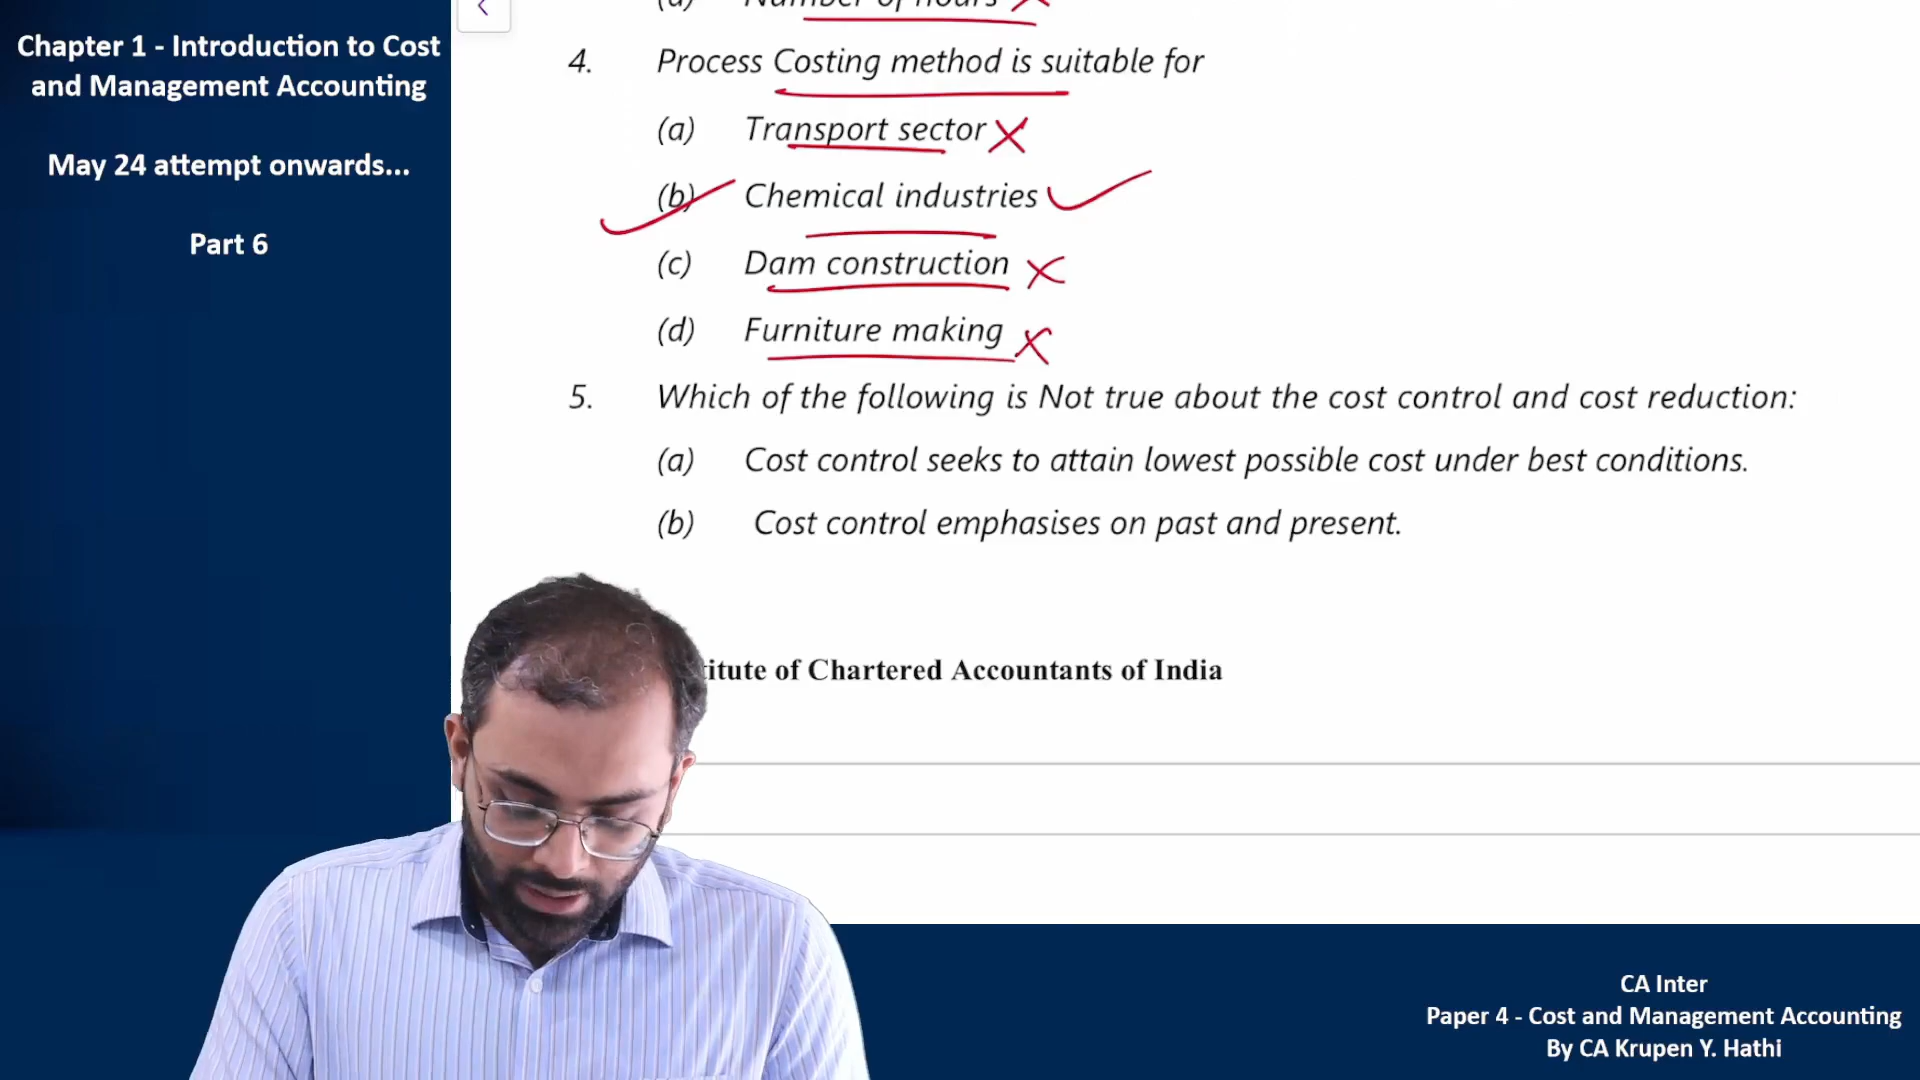 Chapter 1 - Introduction to Cost
and Management Accounting
May 24 attempt onwards...
Part 6
(d) Number of hours
4. Process Costing method is suitable for
(a) Transport sector
(b) Chemical industries
(c) Dam construction
(d) Furniture making
5. Which of the following is Not true about the cost control and cost reduction:
(a) Cost control seeks to attain lowest possible cost under best conditions.
(b) Cost control emphasises on past and present.
of Chartered Accountants of India
CA Inter
Paper 4 - Cost and Management Accounting
By CA Krupen Y. Hathi